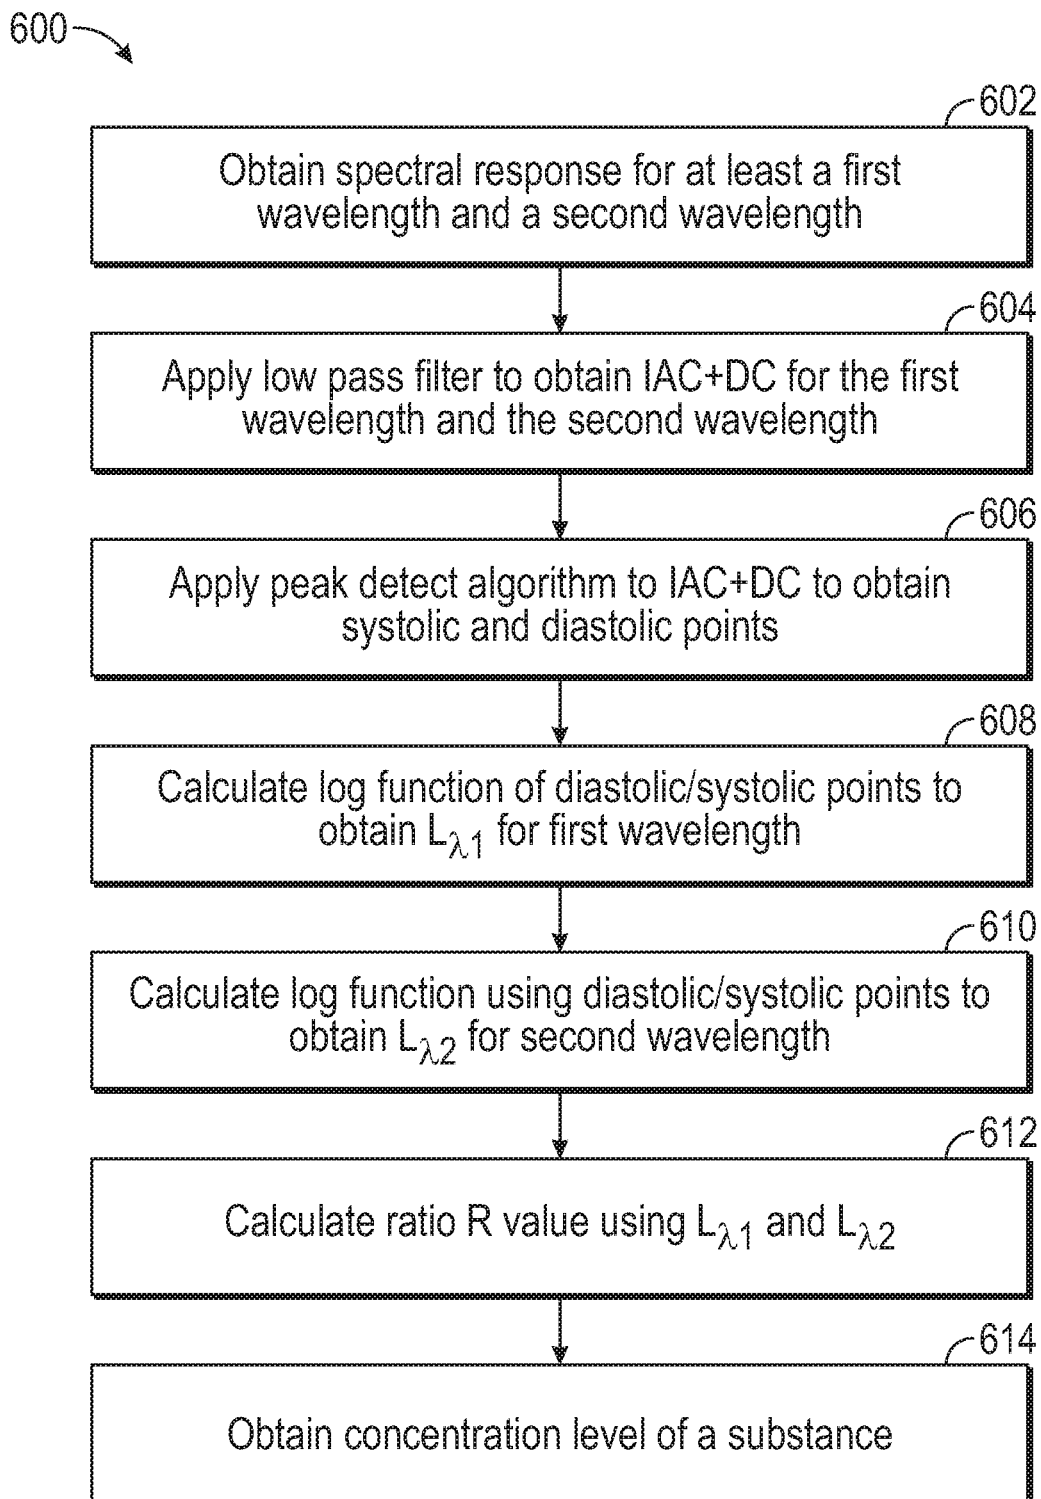 600
602
Obtain spectral response for at least a first
wavelength and a second wavelength
604
Apply low pass filter to obtain IAC+DC for the first
wavelength and the second wavelength
606
Apply peak detect algorithm to IAC+DC to obtain
systolic and diastolic points
608
Calculate log function of diastolic/systolic points to
obtain Lλ1 for first wavelength
610
Calculate log function using diastolic/systolic points to
obtain Lλ2 for second wavelength
612
Calculate ratio R value using Lλ1 and Lλ2
614
Obtain concentration level of a substance